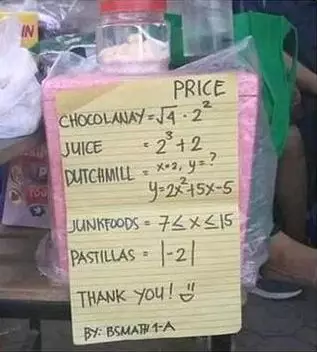 IN
PRICE
CHOCOLANAY = √4 · 2²
JUICE = 2³ + 2
DUTCHMILL = x=2, y=?
y=2x²+5x-5
JUNKFOODS = 7 ≤ x ≤ 15
PASTILLAS = |-2|
THANK YOU!
BY: BSMATH 1-A